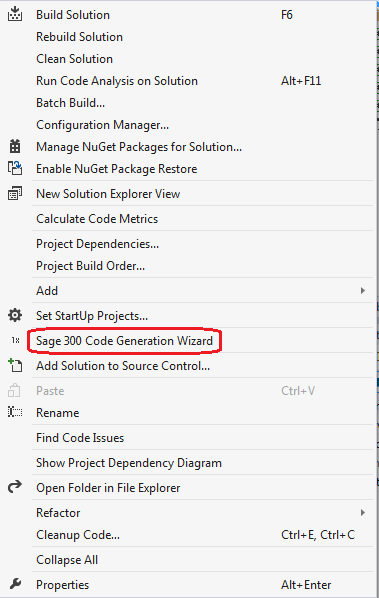 Build Solution F6
Rebuild Solution
Clean Solution
Run Code Analysis on Solution Alt+F11
Batch Build...
Configuration Manager...
Manage NuGet Packages for Solution...
Enable NuGet Package Restore
New Solution Explorer View
Calculate Code Metrics
Project Dependencies...
Project Build Order...
Add
Set StartUp Projects...
1x Sage 300 Code Generation Wizard
Add Solution to Source Control...
Paste Ctrl+V
Rename
Find Code Issues
Show Project Dependency Diagram
Open Folder in File Explorer
Refactor
Cleanup Code... Ctrl+E, Ctrl+C
Collapse All
Properties Alt+Enter